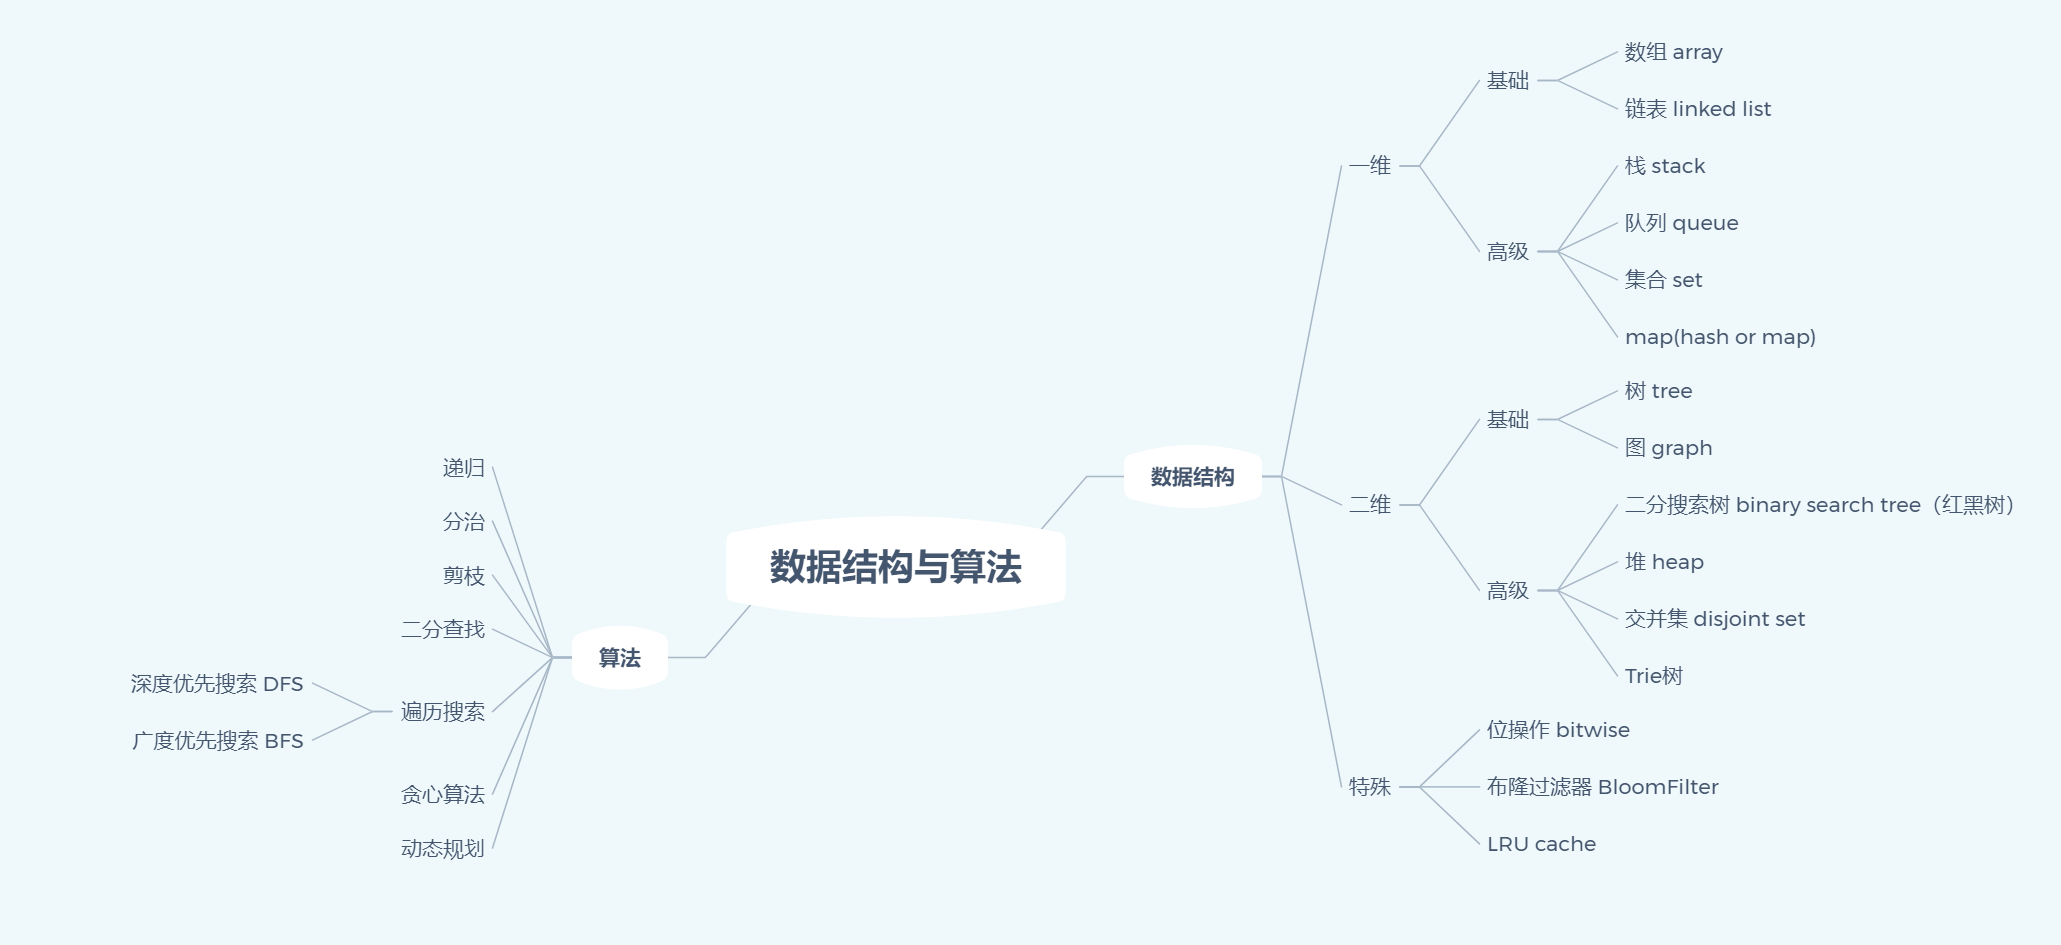 数据结构与算法
数据结构
一维
基础
数组 array
链表 linked list
高级
栈 stack
队列 queue
集合 set
map(hash or map)
二维
基础
树 tree
图 graph
高级
二分搜索树 binary search tree（红黑树）
堆 heap
交并集 disjoint set
Trie树
特殊
位操作 bitwise
布隆过滤器 BloomFilter
LRU cache
算法
递归
分治
剪枝
二分查找
遍历搜索
深度优先搜索 DFS
广度优先搜索 BFS
贪心算法
动态规划